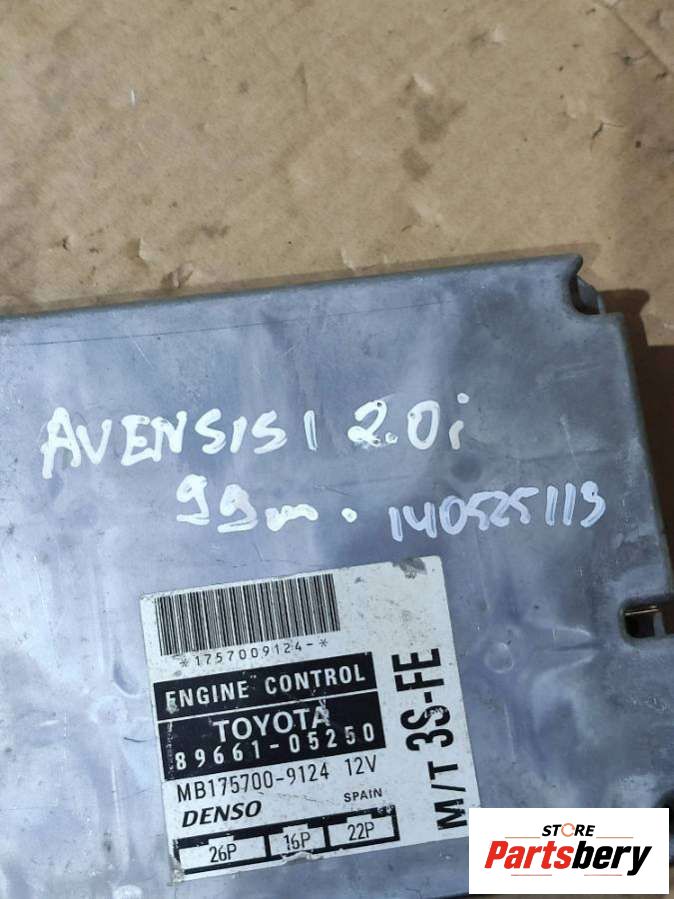 AVENSIS I 2.0i
99m. 140525119
*1757009124-*
ENGINE CONTROL
TOYOTA
89661-05250
MB175700-9124 12V
DENSO SPAIN
26P 16P 22P
M/T 3S-FE
STORE
Partsbery